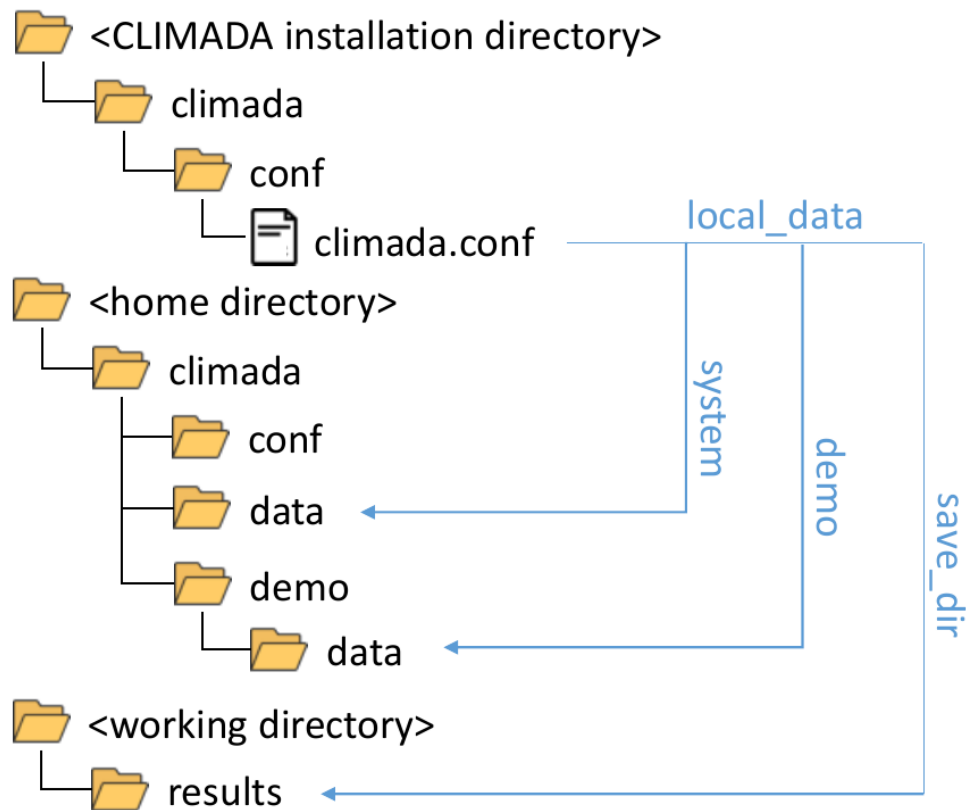 <CLIMADA installation directory>
climada
conf
local_data
climada.conf
<home directory>
climada
system
conf
demo
data
save_dir
demo
data
<working directory>
results